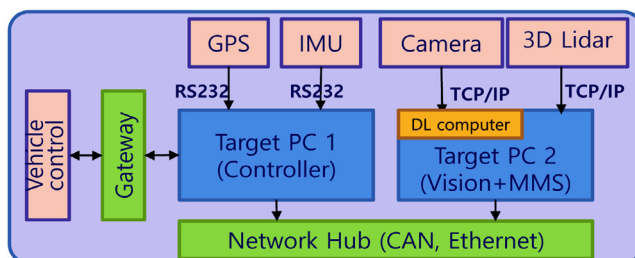 GPS
IMU
Camera
3D Lidar
RS232
RS232
TCP/IP
TCP/IP
Vehicle
control
Gateway
Target PC 1
(Controller)
DL computer
Target PC 2
(Vision+MMS)
Network Hub (CAN, Ethernet)